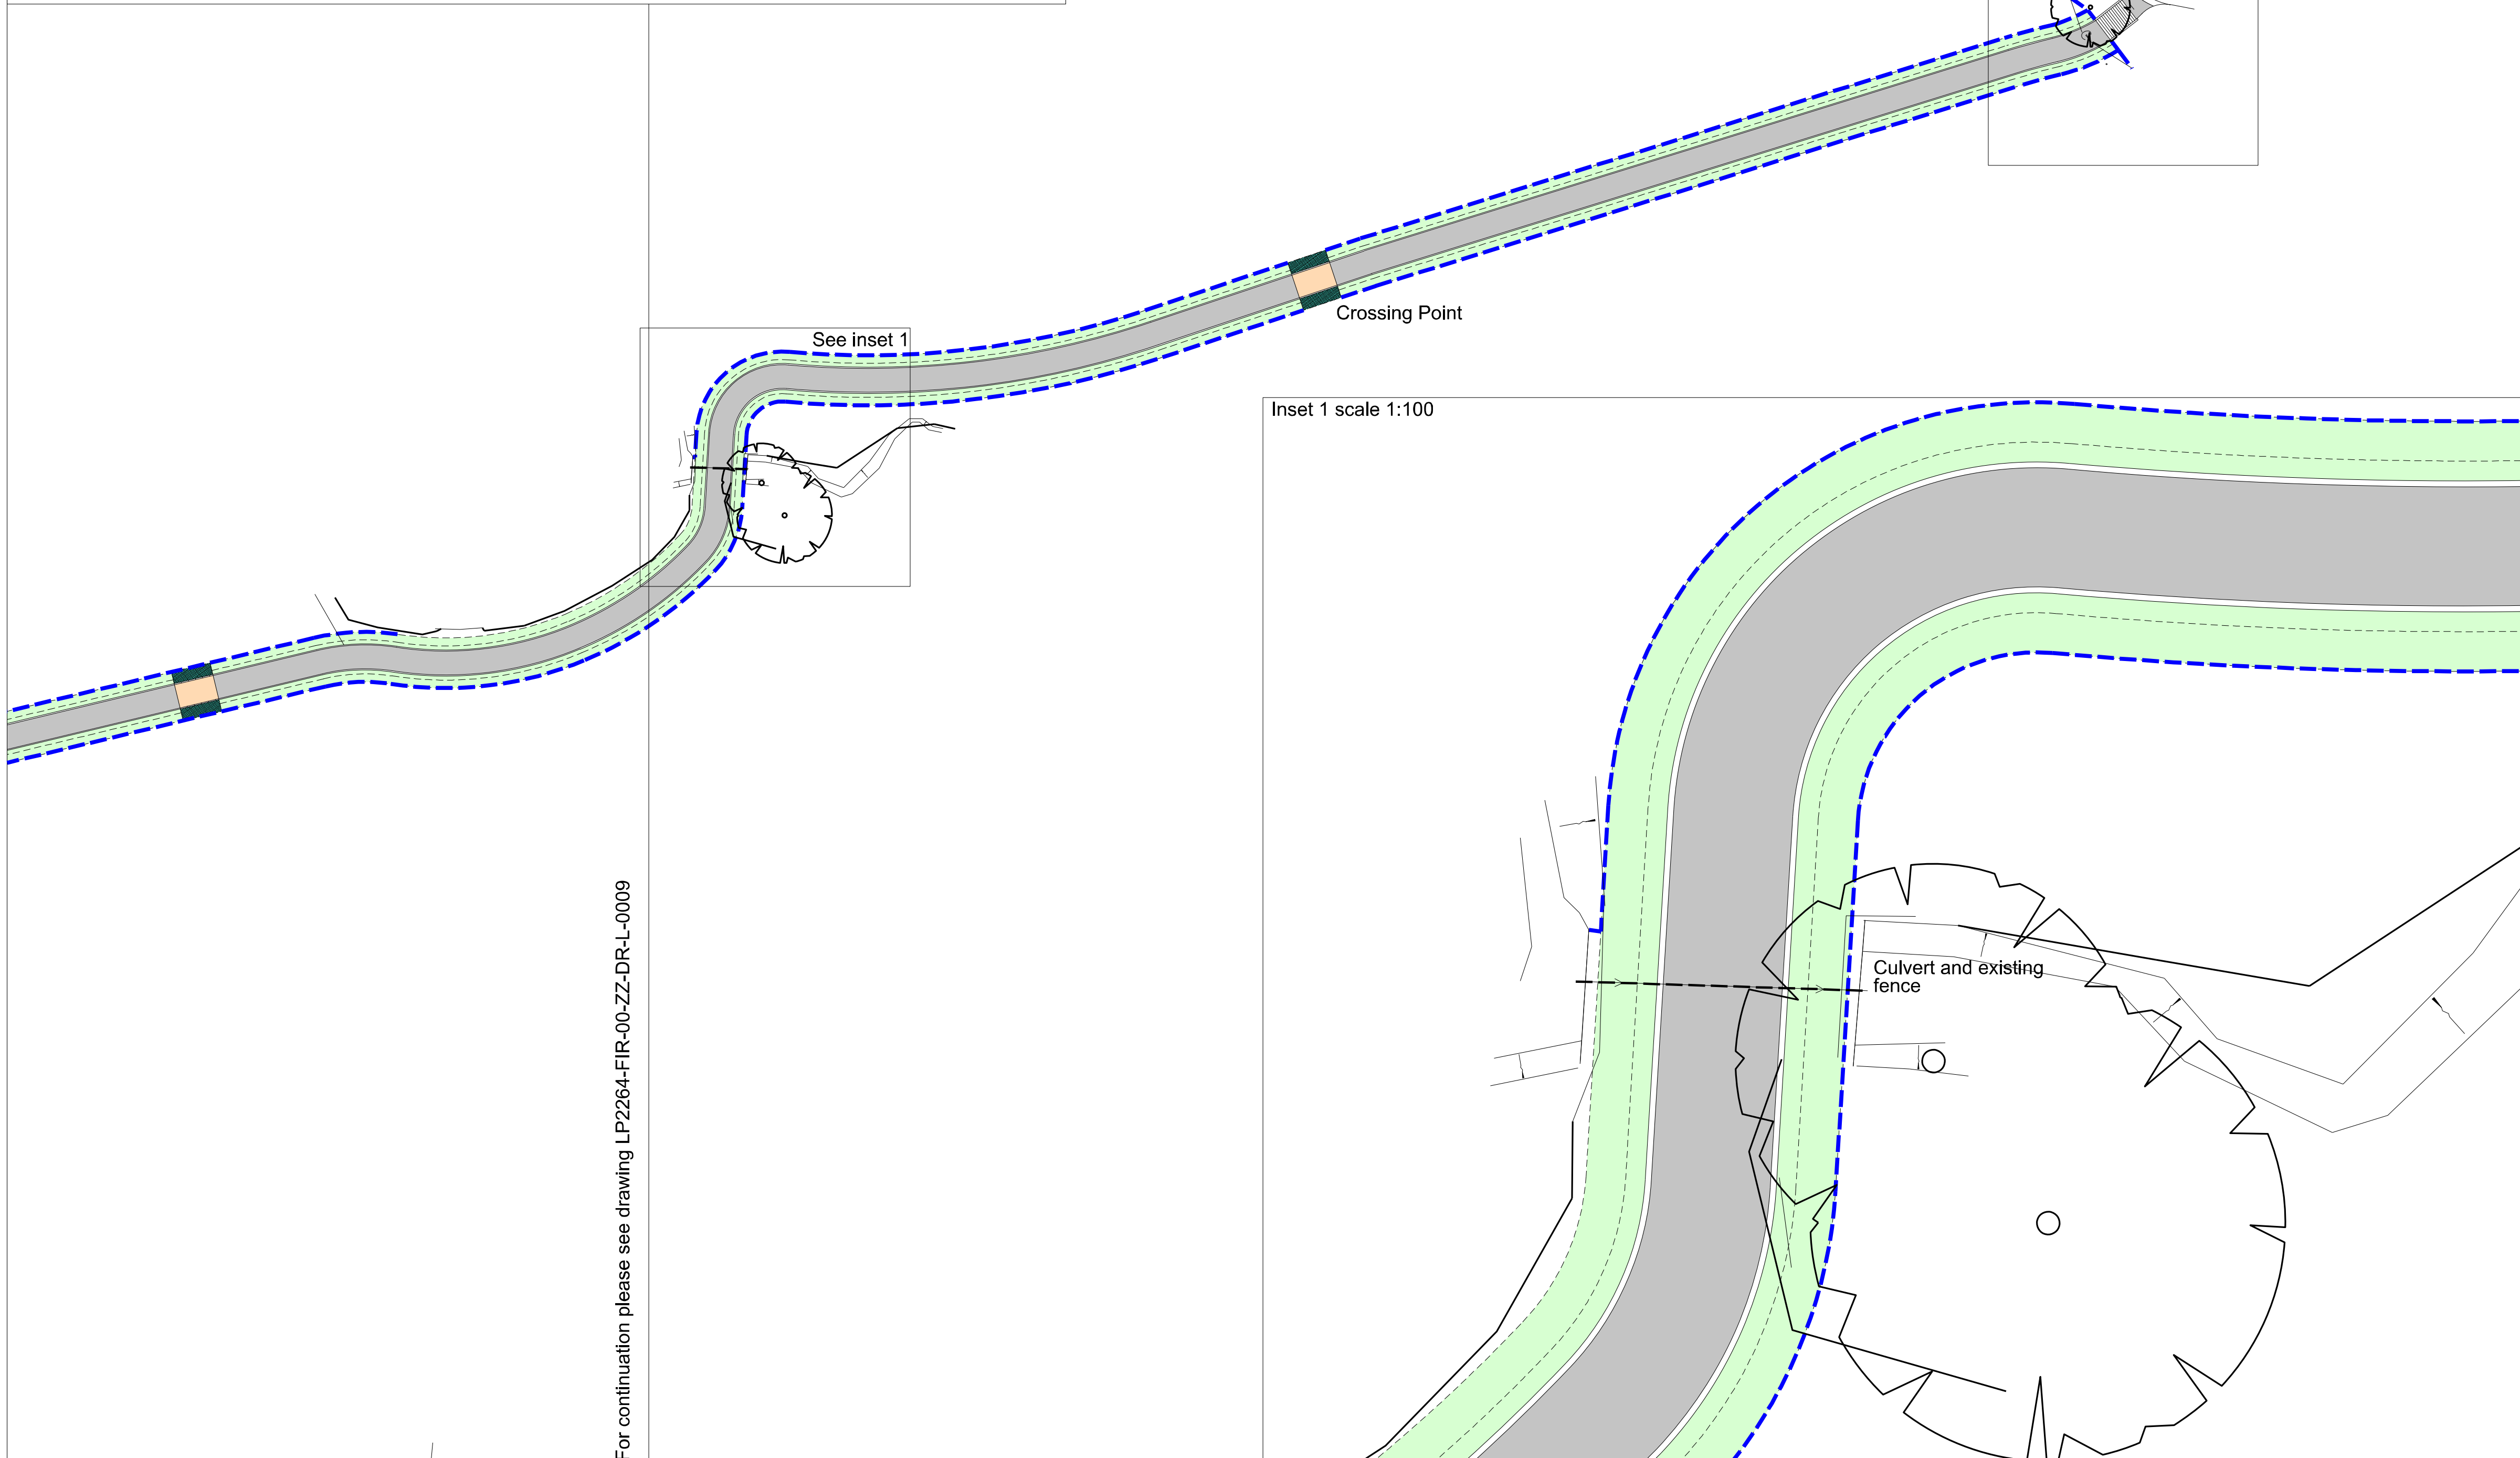 See inset 1
Crossing Point
Inset 1 scale 1:100
Culvert and existing
fence
For continuation please see drawing LP2264-FIR-00-ZZ-DR-L-0009